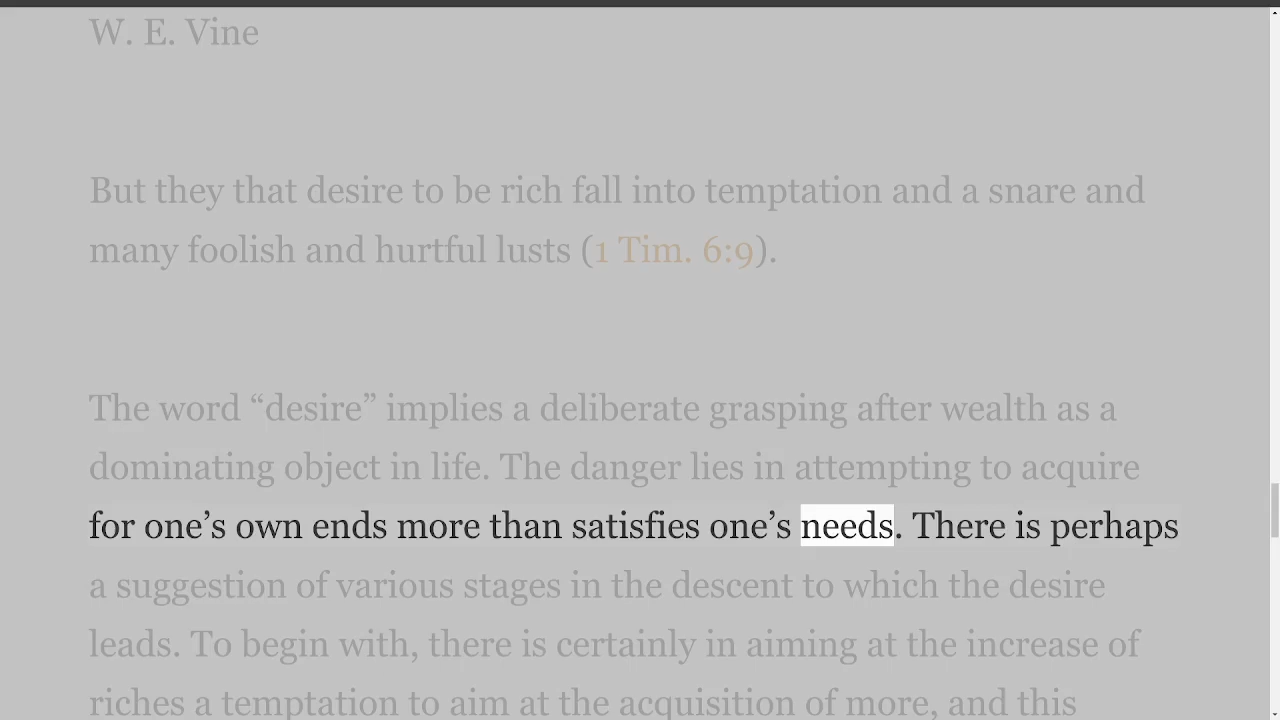 W. E. Vine
But they that desire to be rich fall into temptation and a snare and
many foolish and hurtful lusts (1 Tim. 6:9).
The word “desire” implies a deliberate grasping after wealth as a
dominating object in life. The danger lies in attempting to acquire
for one’s own ends more than satisfies one’s needs. There is perhaps
a suggestion of various stages in the descent to which the desire
leads. To begin with, there is certainly in aiming at the increase of
riches a temptation to aim at the acquisition of more, and this